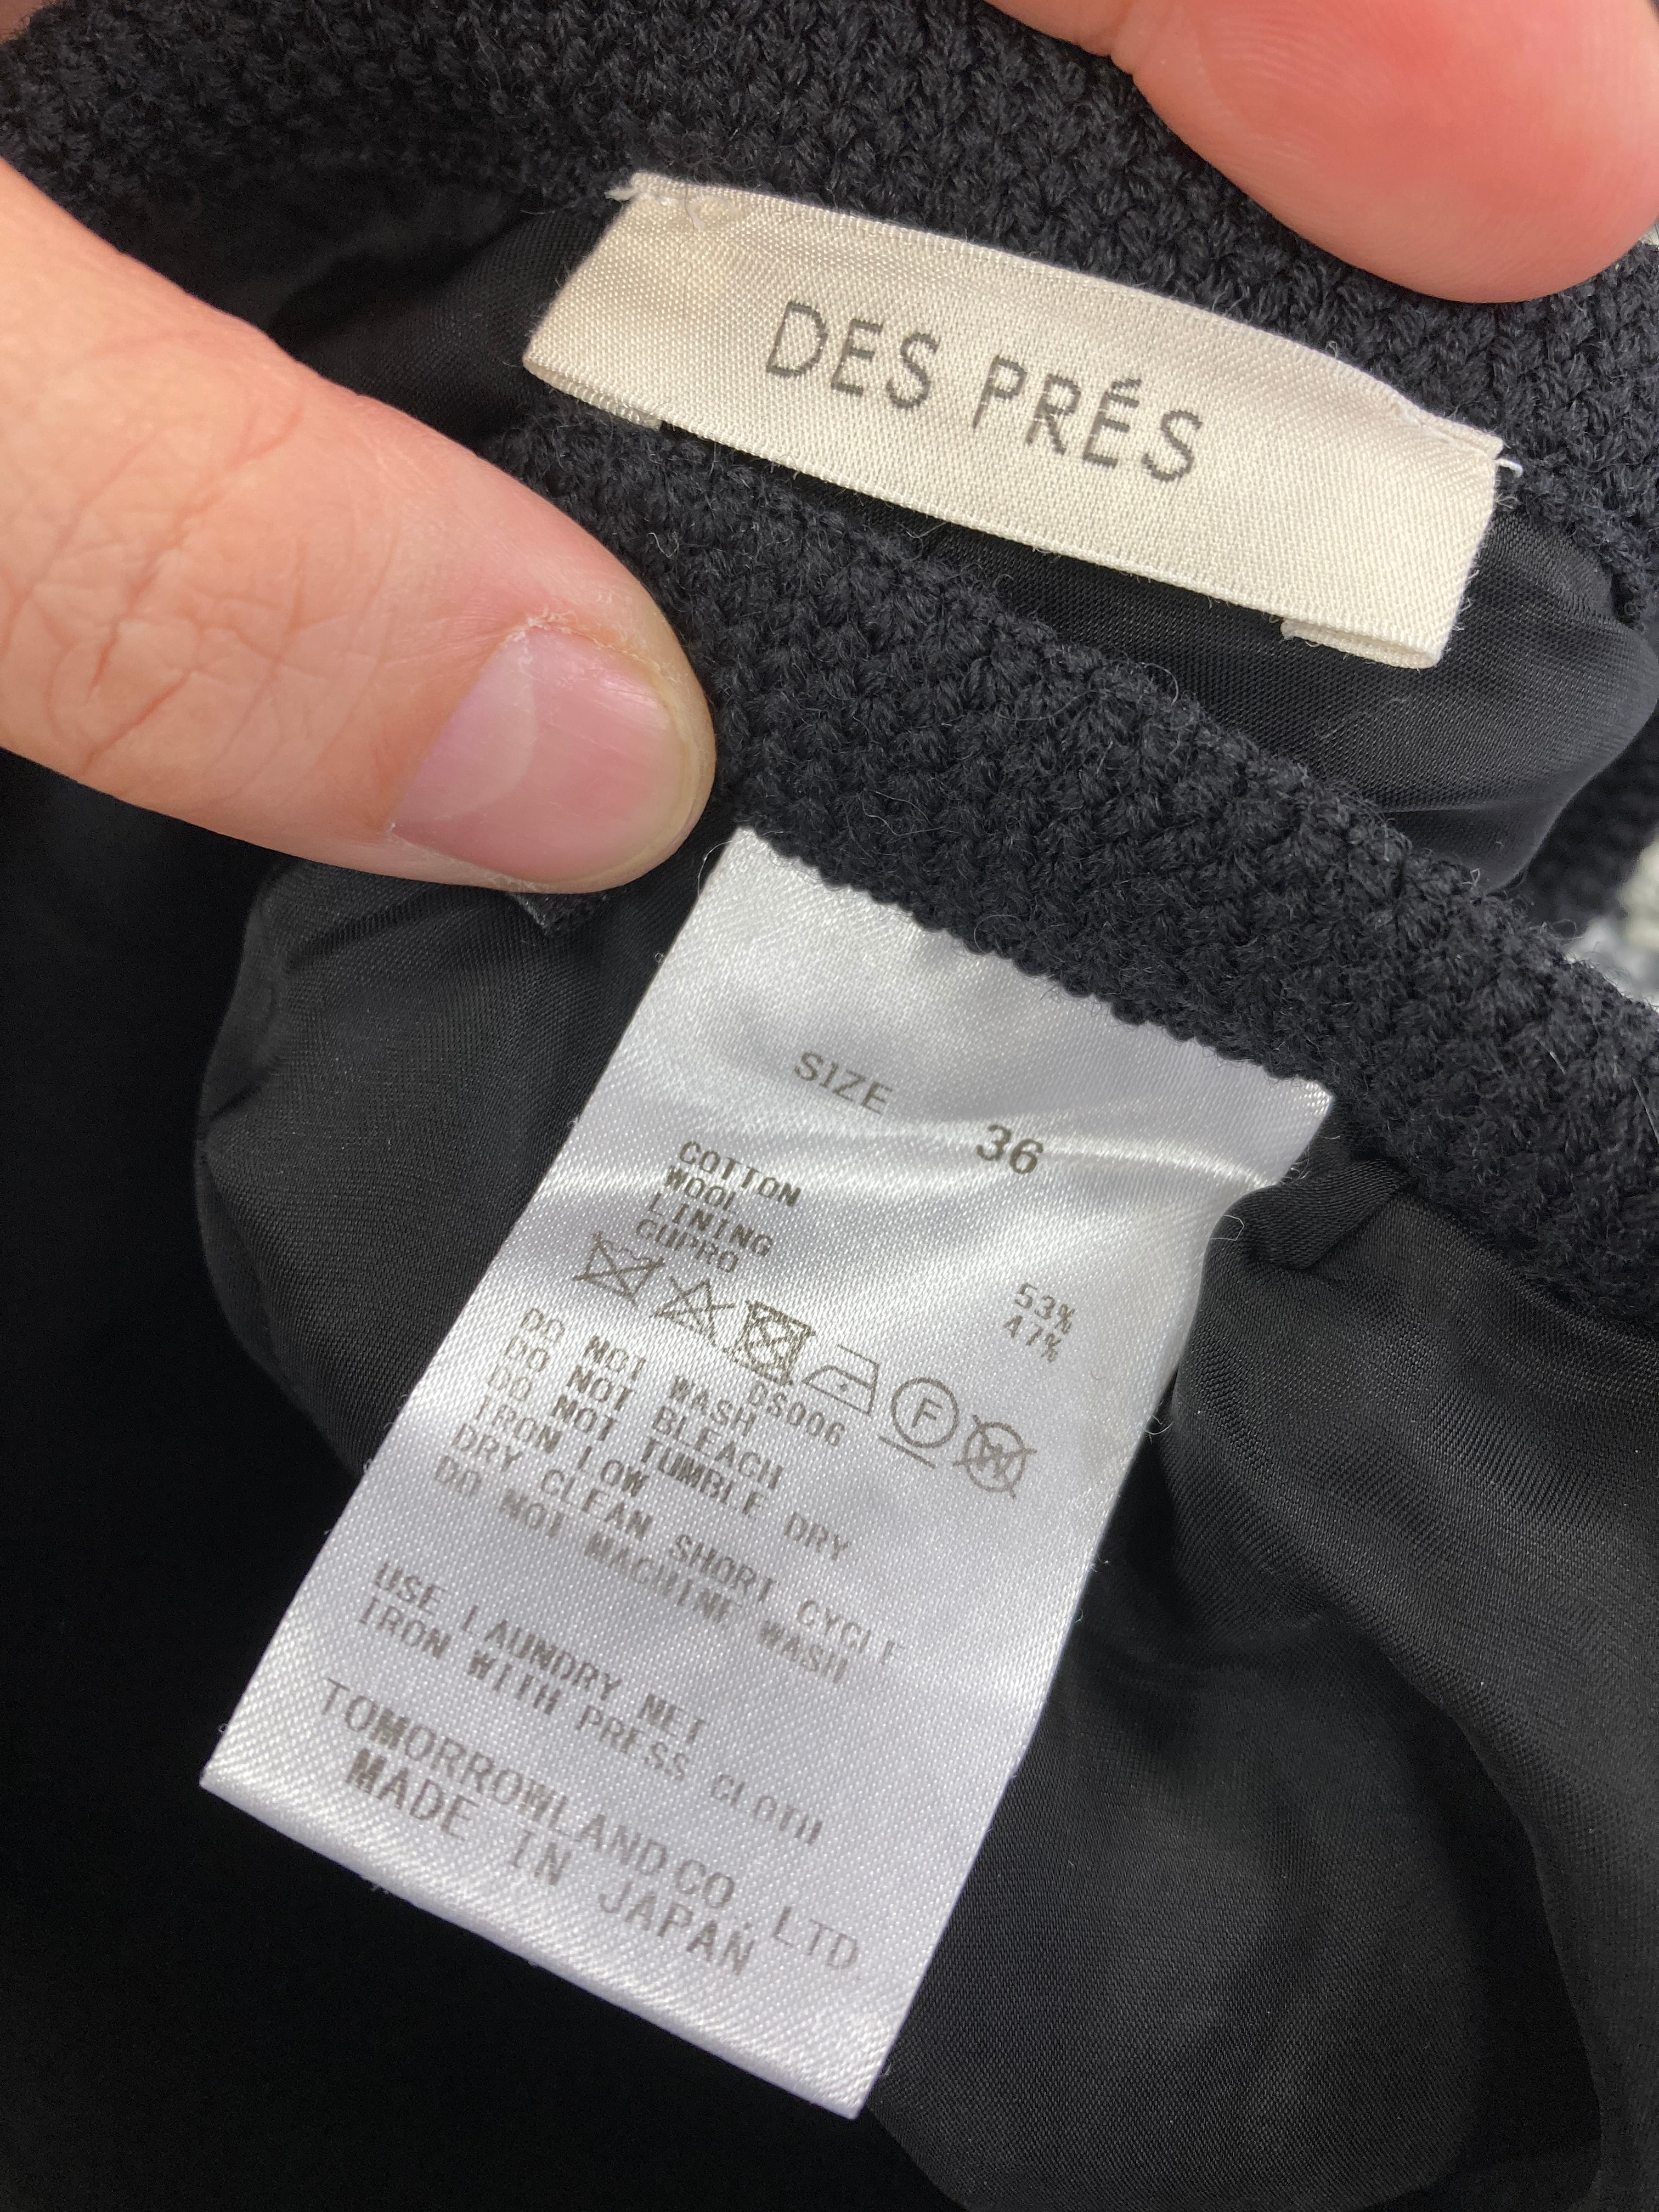 DES PRÉS
SIZE 36
COTTON 53%
WOOL 47%
LINING
CUPRO
F W
DS006
DO NOT WASH
DO NOT BLEACH
DO NOT TUMBLE DRY
IRON LOW
DRY CLEAN SHORT CYCLE
DO NOT MACHINE WASH
USE LAUNDRY NET
IRON WITH PRESS CLOTH
TOMORROWLAND CO., LTD.
MADE IN JAPAN